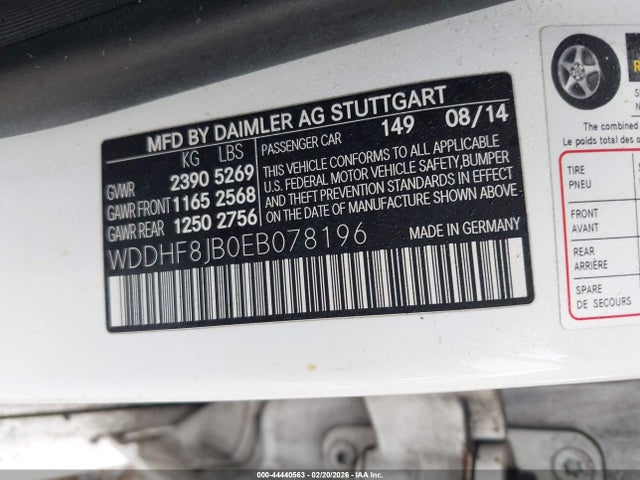 MFD BY DAIMLER AG STUTTGART
KG LBS
GVWR 2390 5269
GAWR FRONT 1165 2568
GAWR REAR 1250 2756
PASSENGER CAR 149 08/14
THIS VEHICLE CONFORMS TO ALL APPLICABLE
U.S. FEDERAL MOTOR VEHICLE SAFETY, BUMPER
AND THEFT PREVENTION STANDARDS IN EFFECT
ON THE DATE OF MANUFACTURE SHOWN ABOVE.
WDDHF8JB0EB078196
MADE IN GERMANY
The combined
Le poids total des
TIRE
PNEU
FRONT
AVANT
REAR
ARRIÈRE
SPARE
DE SECOURS
000-44440563 - 02/20/2026 - IAA Corp.